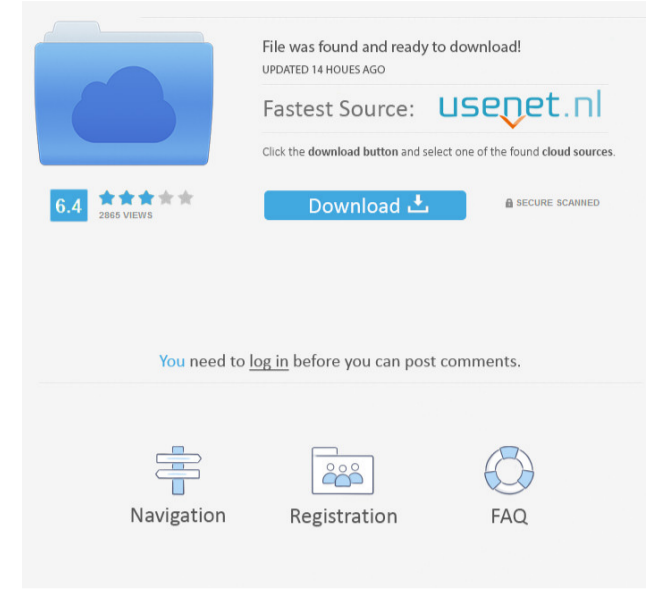 File was found and ready to download!
UPDATED 14 HOUES AGO
Fastest Source: usenet.nl
Click the download button and select one of the found cloud sources.
6.4
2865 VIEWS
Download
SECURE SCANNED
You need to log in before you can post comments.
Navigation
Registration
FAQ